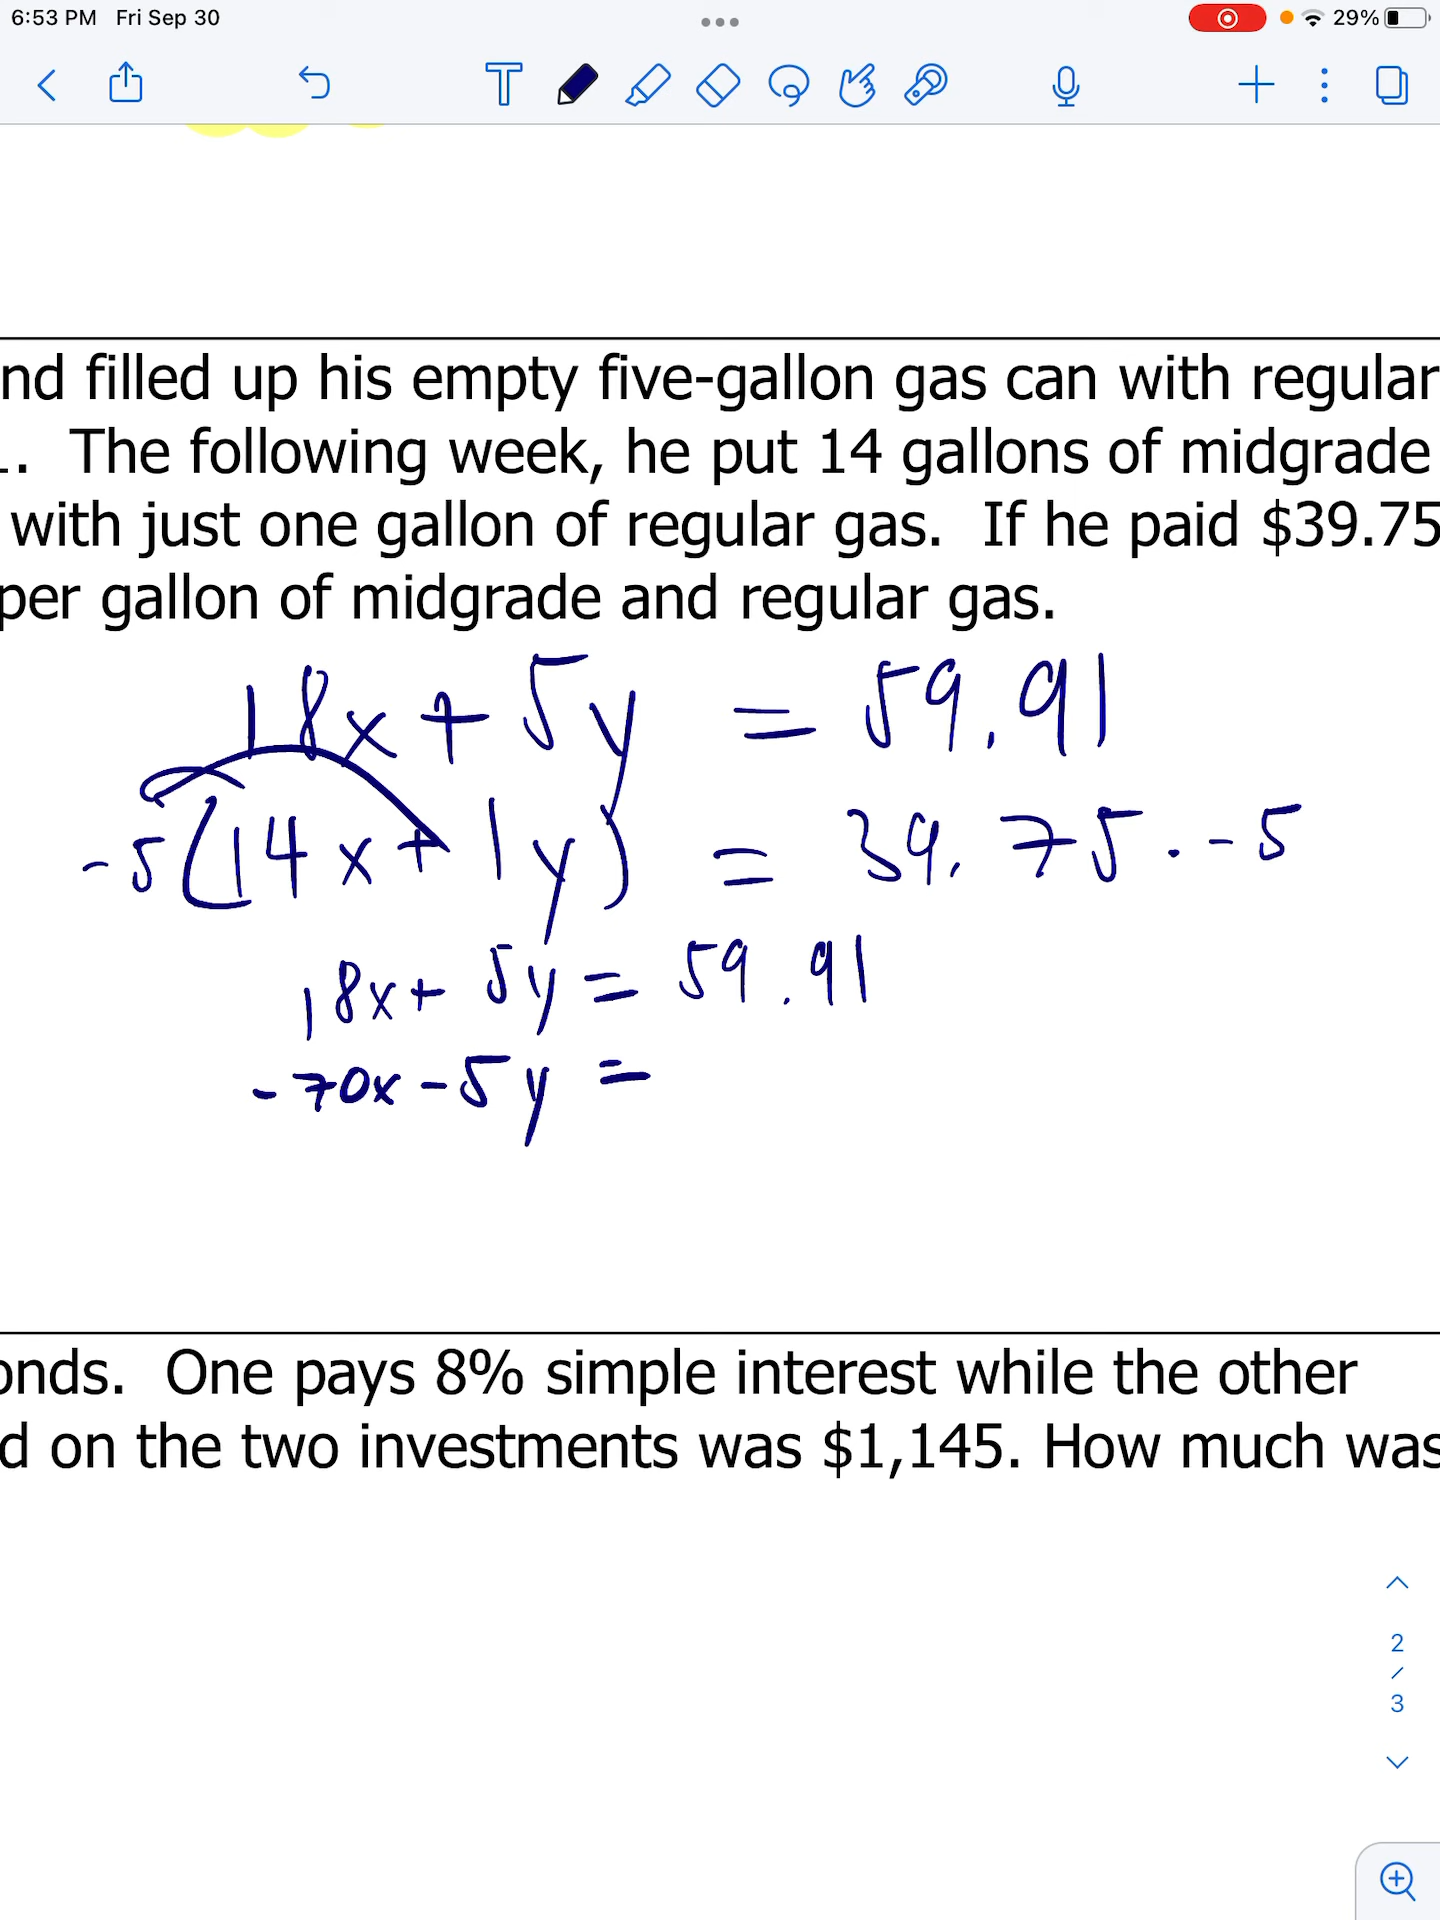 6:53 PM Fri Sep 30
29%
nd filled up his empty five-gallon gas can with regular
. The following week, he put 14 gallons of midgrade
with just one gallon of regular gas. If he paid $39.75
per gallon of midgrade and regular gas.
18x + 5y = 59.91
-5(14x + 1y) = 39.75 · -5
18x + 5y = 59.91
-70x - 5y =
onds. One pays 8% simple interest while the other
d on the two investments was $1,145. How much was
2
/
3